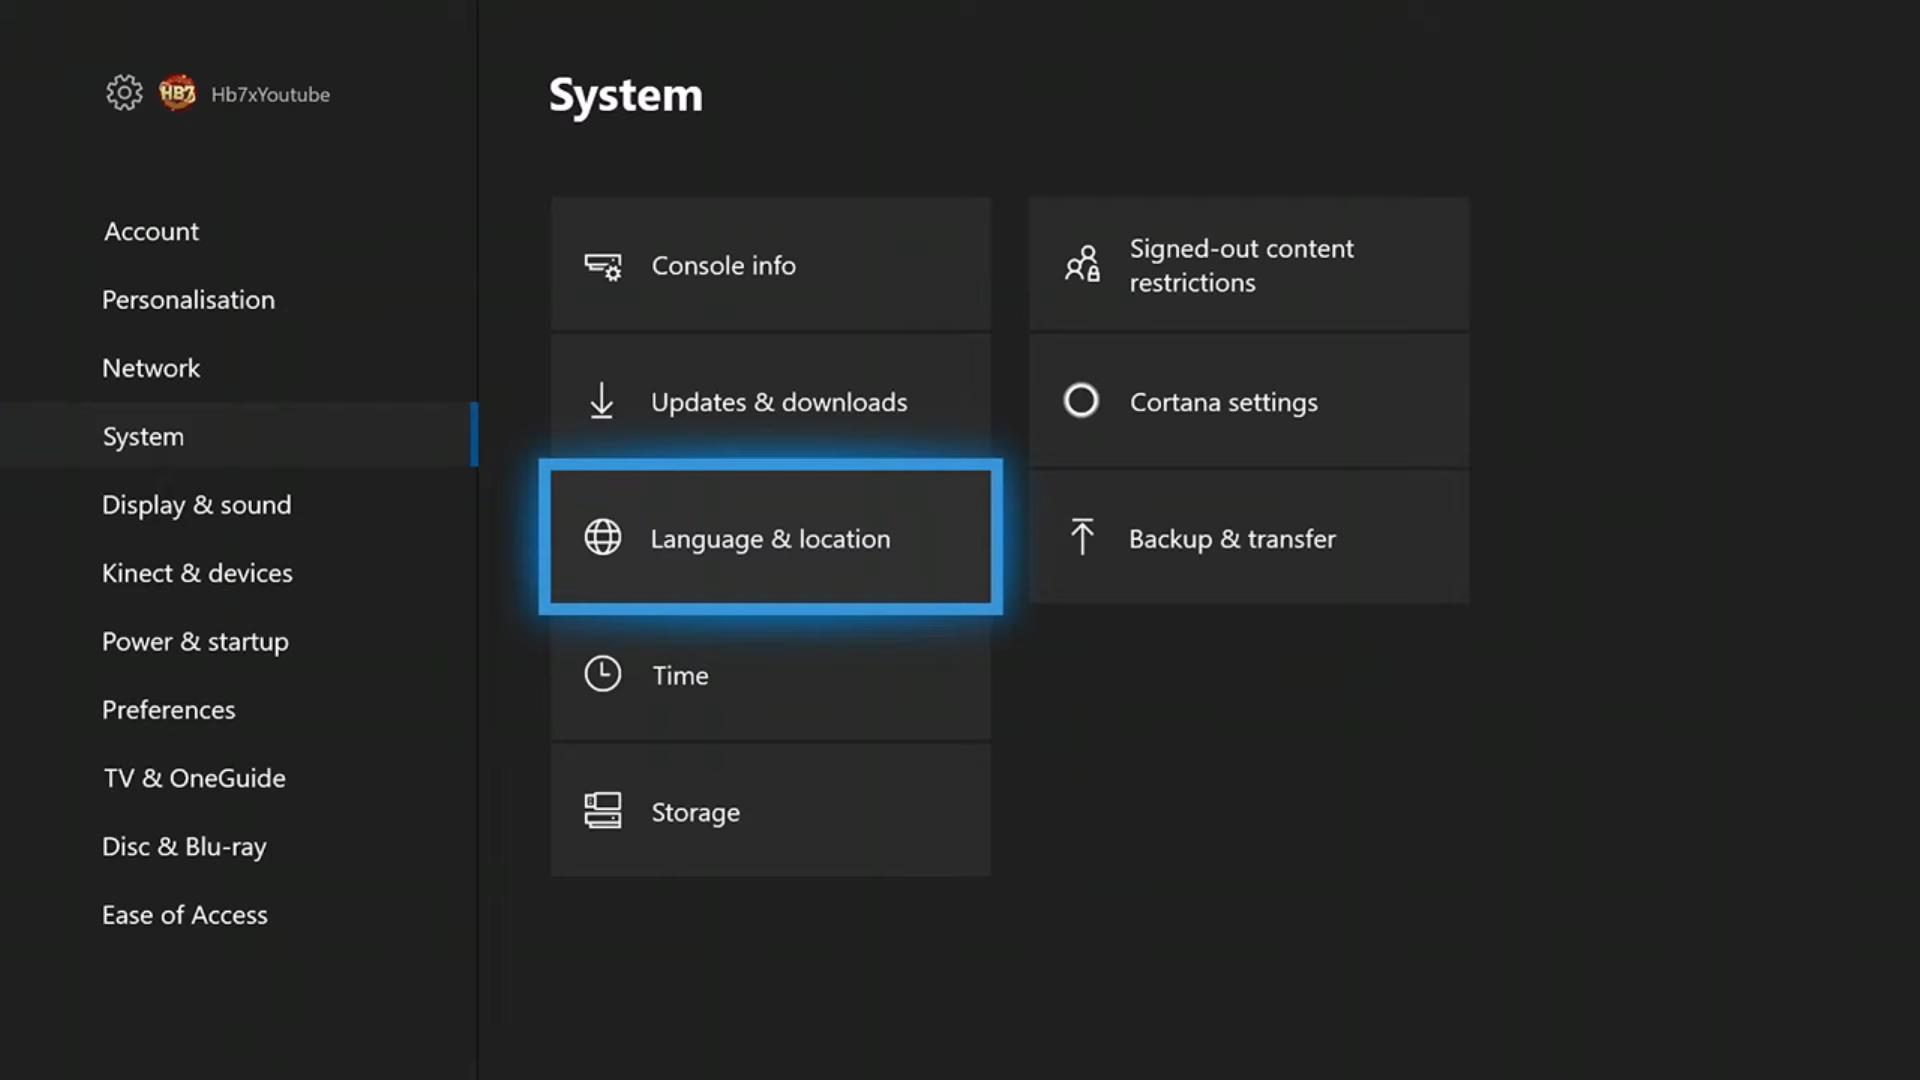 HB7 Hb7xYoutube
Account
Personalisation
Network
System
Display & sound
Kinect & devices
Power & startup
Preferences
TV & OneGuide
Disc & Blu-ray
Ease of Access
System
Console info
Updates & downloads
Language & location
Time
Storage
Signed-out content
restrictions
Cortana settings
Backup & transfer